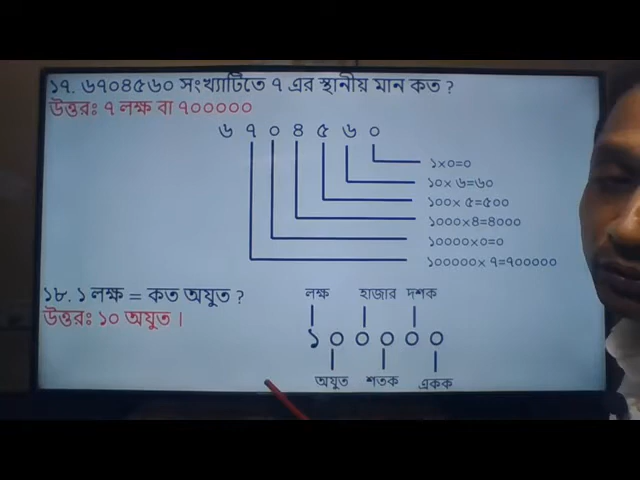 ১৭. ৬৭০৪৫৬০ সংখ্যাটিতে ৭ এর স্থানীয় মান কত ?
উত্তরঃ ৭ লক্ষ বা ৭০০০০০
৬ ৭ ০ ৪ ৫ ৬ ০
১×০=০
১০× ৬=৬০
১০০× ৫=৫০০
১০০০×৪=৪০০০
১০০০০×০=০
১০০০০০× ৭=৭০০০০০
১৮. ১ লক্ষ = কত অযুত ?
উত্তরঃ ১০ অযুত ।
লক্ষ হাজার দশক
১ ০ ০ ০ ০ ০
অযুত শতক একক